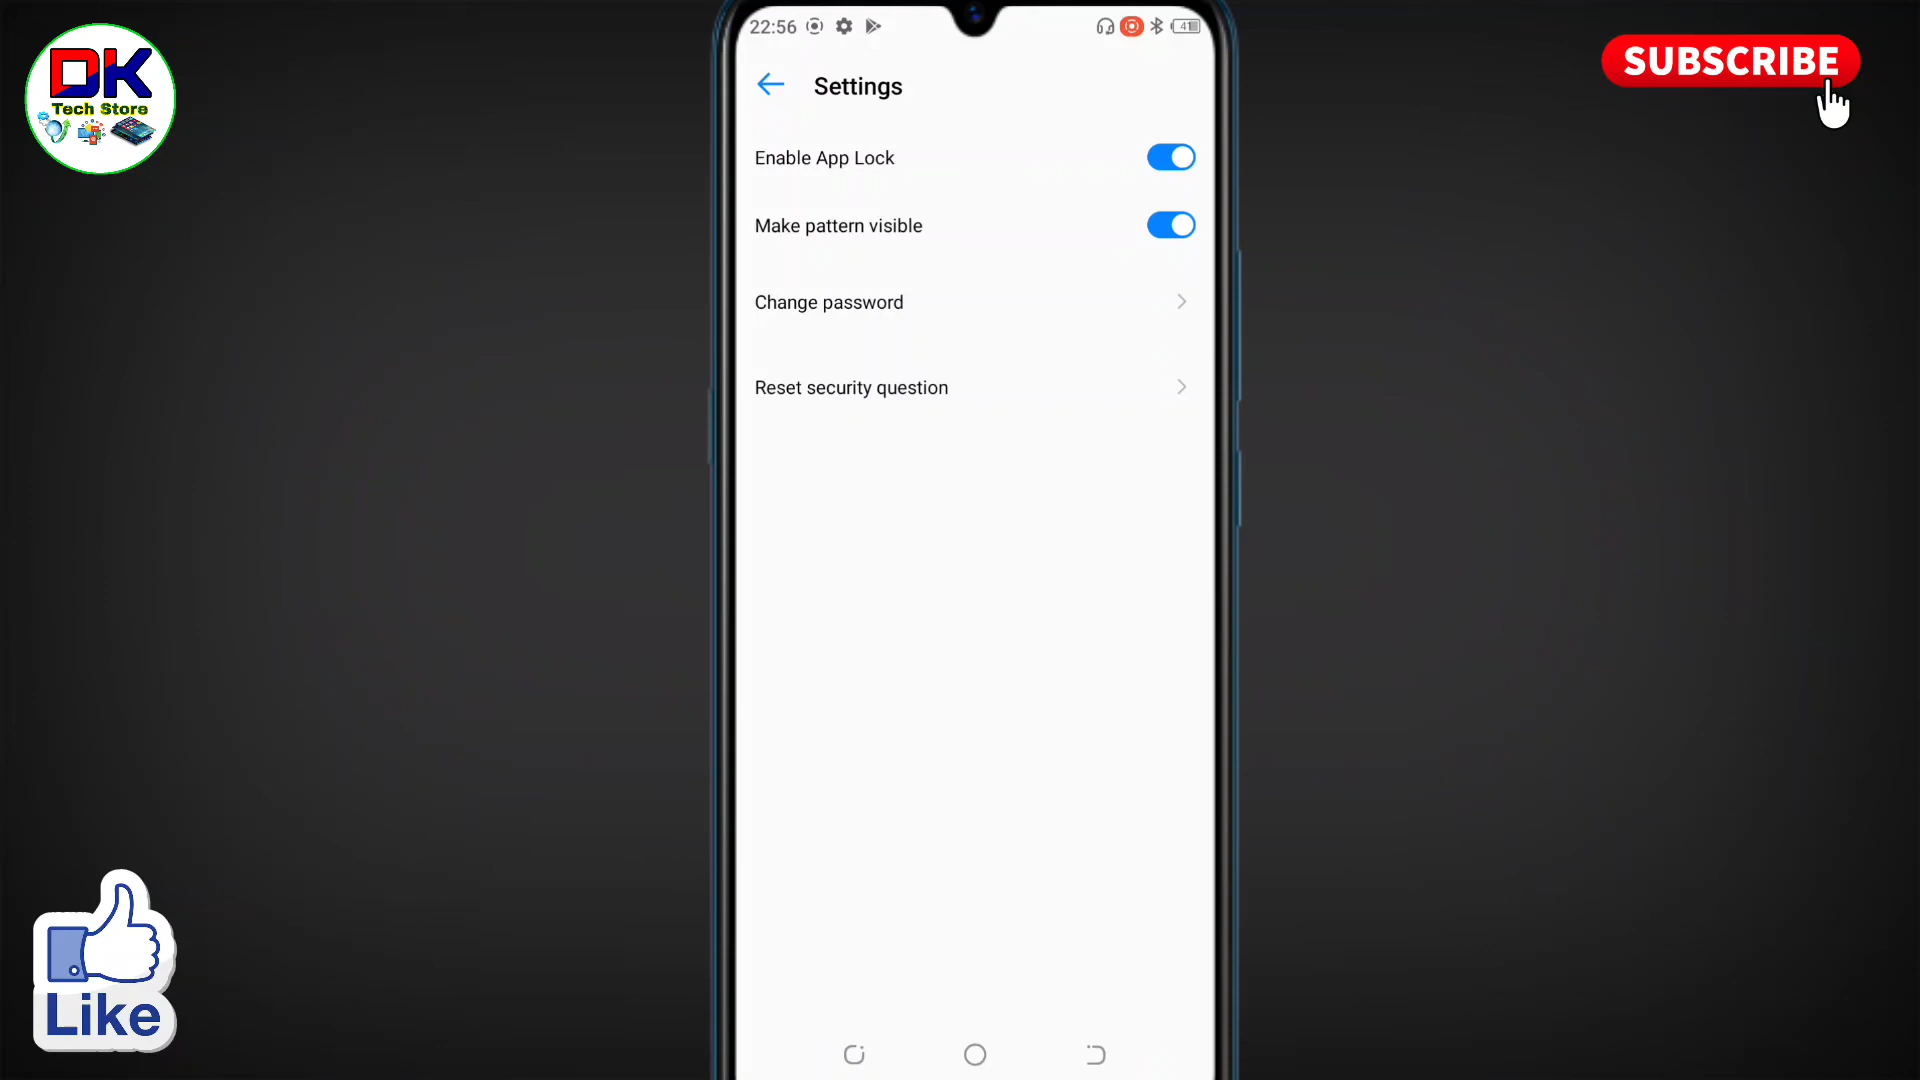 DK
Tech Store
22:56
41
SUBSCRIBE
Settings
Enable App Lock
Make pattern visible
Change password
Reset security question
Like